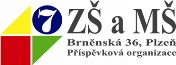 7 ZŠ a MŠ
Brněnská 36, Plzeň
Příspěvková organizace